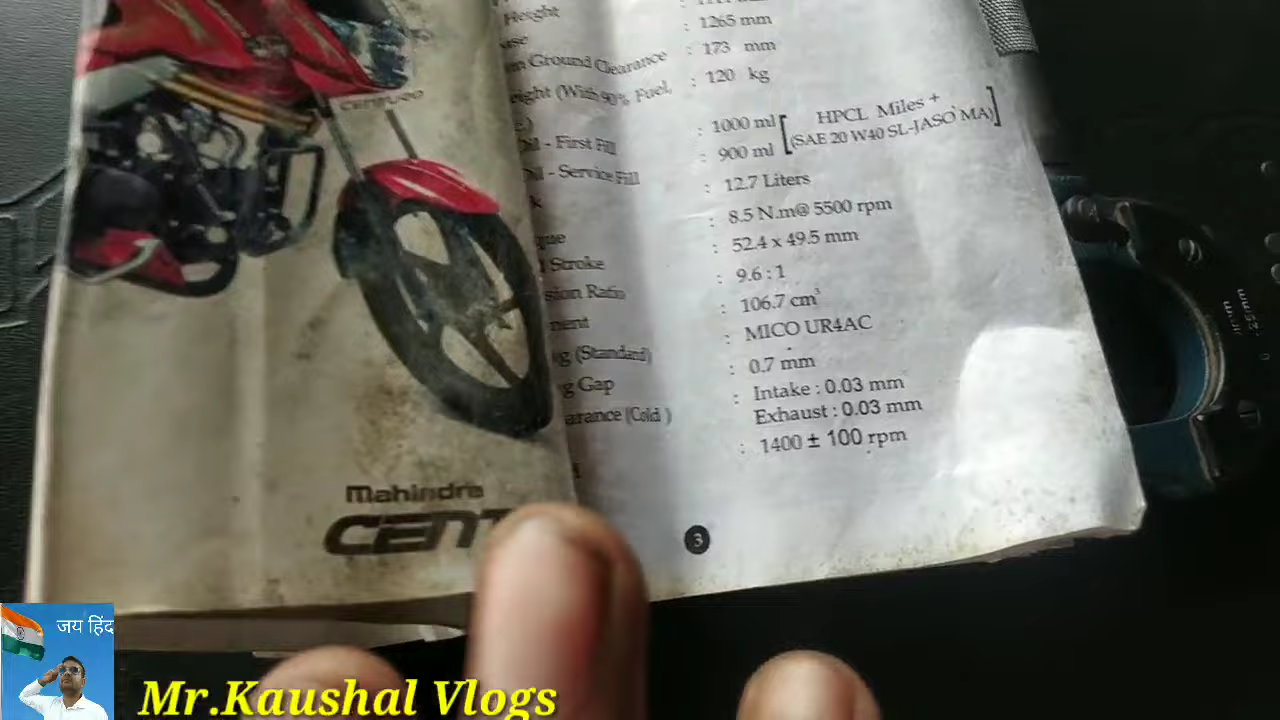 Height
: 1265 mm
: 173 mm
Ground Clearance
(With 90% Fuel,
: 120 kg
- First Fill : 1000 ml [ HPCL Miles +
- Service Fill : 900 ml (SAE 20 W40 SL-JASO MA)]
: 12.7 Liters
: 8.5 N.m@ 5500 rpm
Stroke : 52.4 x 49.5 mm
Ratio : 9.6 : 1
: 106.7 cm³
(Standard) : MICO UR4AC
Gap : 0.7 mm
(Cold ) : Intake : 0.03 mm
Exhaust : 0.03 mm
: 1400 ± 100 rpm
3
Mahindra
CENT
जय हिंद
Mr.Kaushal Vlogs